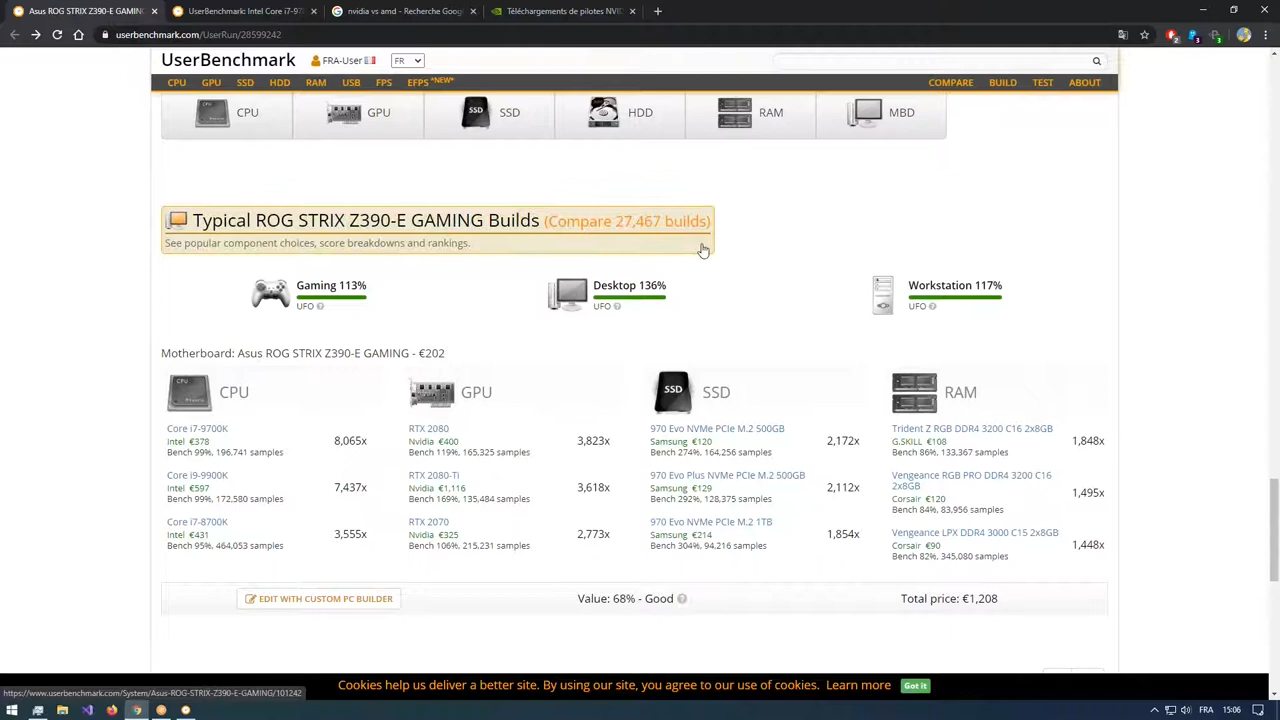 Asus ROG STRIX Z390-E GAMING
UserBenchmark Intel Core i7-97
nvidia vs amd - Recherche Goog
Téléchargements de pilotes NVI
userbenchmark.com/UserRun/28599242
UserBenchmark FRA-User FR
CPU GPU SSD HDD RAM USB FPS EFPS *NEW* COMPARE BUILD TEST ABOUT
CPU GPU SSD HDD RAM MBD
Typical ROG STRIX Z390-E GAMING Builds (Compare 27,467 builds)
See popular component choices, score breakdowns and rankings.
Gaming 113% Desktop 136% Workstation 117%
UFO UFO UFO
Motherboard: Asus ROG STRIX Z390-E GAMING - €202
CPU
Core i7-9700K
Intel €378 8,065x
Bench 99%, 196,741 samples
Core i9-9900K
Intel €597 7,437x
Bench 99%, 172,580 samples
Core i7-8700K
Intel €431 3,555x
Bench 95%, 464,053 samples
GPU
RTX 2080
Nvidia €400 3,823x
Bench 119%, 165,325 samples
RTX 2080-Ti
Nvidia €1,116 3,618x
Bench 169%, 135,484 samples
RTX 2070
Nvidia €325 2,773x
Bench 106%, 215,231 samples
SSD
SSD
970 Evo NVMe PCIe M.2 500GB
Samsung €120 2,172x
Bench 274%, 164,256 samples
970 Evo Plus NVMe PCIe M.2 500GB
Samsung €129 2,112x
Bench 292%, 128,375 samples
970 Evo NVMe PCIe M.2 1TB
Samsung €214 1,854x
Bench 304%, 94,216 samples
RAM
Trident Z RGB DDR4 3200 C16 2x8GB
G.SKILL €108 1,848x
Bench 86%, 133,367 samples
Vengeance RGB PRO DDR4 3200 C16
2x8GB
Corsair €120 1,495x
Bench 84%, 83,956 samples
Vengeance LPX DDR4 3000 C15 2x8GB
Corsair €90 1,448x
Bench 82%, 345,080 samples
EDIT WITH CUSTOM PC BUILDER Value: 68% - Good Total price: €1,208
Cookies help us deliver a better site. By using our site, you agree to our use of cookies. Learn more Got it
https://www.userbenchmark.com/System/Asus-ROG-STRIX-Z390-E-GAMING/101242
FRA 15:06